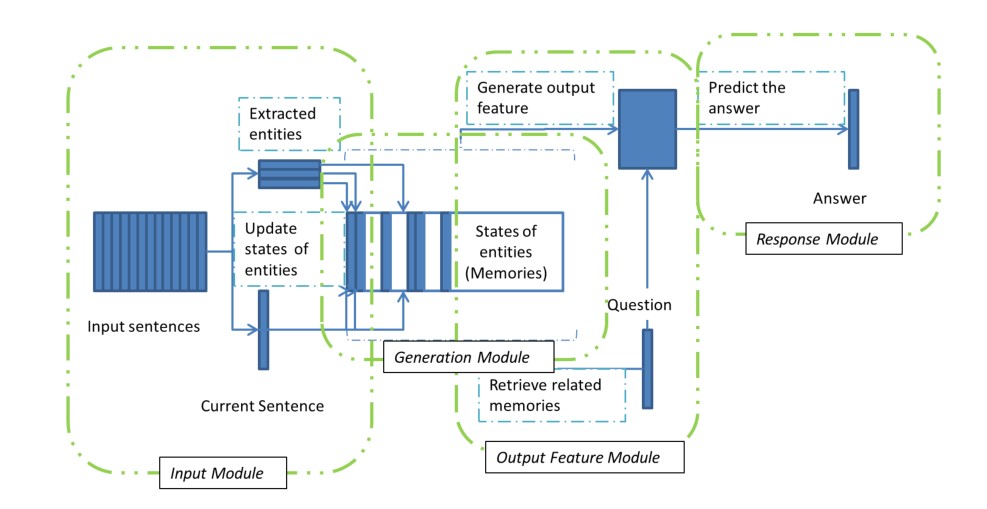 Generate output
feature
Predict the
answer
Extracted
entities
Answer
Update
states of
entities
States of
entities
(Memories)
Response Module
Input sentences
Question
Generation Module
Retrieve related
memories
Current Sentence
Output Feature Module
Input Module